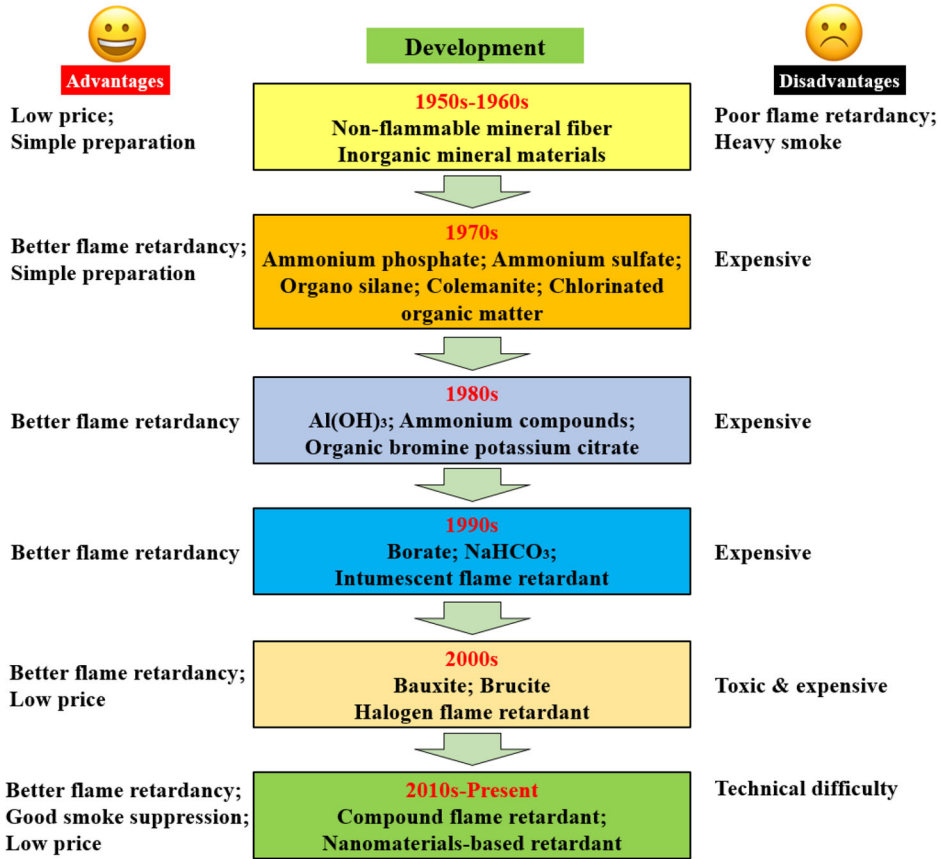 Development
Advantages
Disadvantages
Low price;
Simple preparation
1950s-1960s
Non-flammable mineral fiber
Inorganic mineral materials
Poor flame retardancy;
Heavy smoke
Better flame retardancy;
Simple preparation
1970s
Ammonium phosphate; Ammonium sulfate;
Organo silane; Colemanite; Chlorinated
organic matter
Expensive
Better flame retardancy
1980s
Al(OH)₃; Ammonium compounds;
Organic bromine potassium citrate
Expensive
Better flame retardancy
1990s
Borate; NaHCO₃;
Intumescent flame retardant
Expensive
Better flame retardancy;
Low price
2000s
Bauxite; Brucite
Halogen flame retardant
Toxic & expensive
Better flame retardancy;
Good smoke suppression;
Low price
2010s-Present
Compound flame retardant;
Nanomaterials-based retardant
Technical difficulty